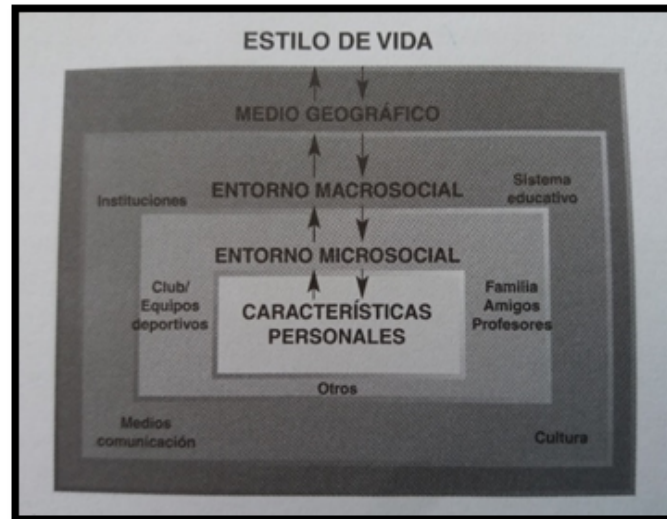 ESTILO DE VIDA
MEDIO GEOGRÁFICO
ENTORNO MACROSOCIAL
Instituciones
Sistema
educativo
ENTORNO MICROSOCIAL
Club/
Equipos
deportivos
Familia
Amigos
Profesores
CARACTERÍSTICAS
PERSONALES
Otros
Medios
comunicación
Cultura